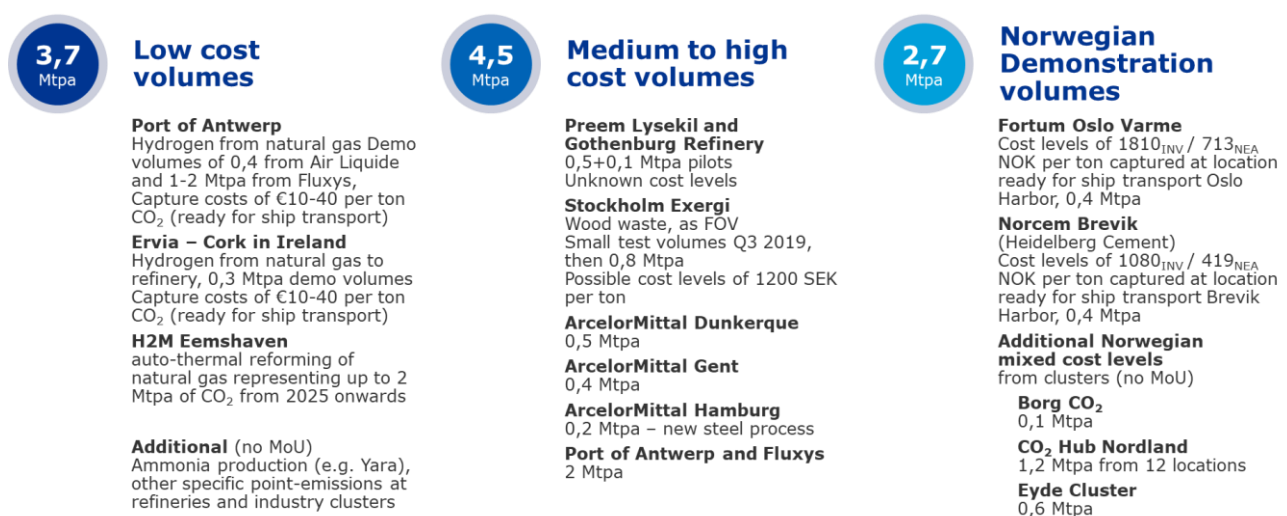 3,7
Mtpa
Low cost
volumes
Port of Antwerp
Hydrogen from natural gas Demo
volumes of 0,4 from Air Liquide
and 1-2 Mtpa from Fluxys,
Capture costs of €10-40 per ton
CO₂ (ready for ship transport)
Ervia – Cork in Ireland
Hydrogen from natural gas to
refinery, 0,3 Mtpa demo volumes
Capture costs of €10-40 per ton
CO₂ (ready for ship transport)
H2M Eemshaven
auto-thermal reforming of
natural gas representing up to 2
Mtpa of CO₂ from 2025 onwards
Additional (no MoU)
Ammonia production (e.g. Yara),
other specific point-emissions at
refineries and industry clusters
4,5
Mtpa
Medium to high
cost volumes
Preem Lysekil and
Gothenburg Refinery
0,5+0,1 Mtpa pilots
Unknown cost levels
Stockholm Exergi
Wood waste, as FOV
Small test volumes Q3 2019,
then 0,8 Mtpa
Possible cost levels of 1200 SEK
per ton
ArcelorMittal Dunkerque
0,5 Mtpa
ArcelorMittal Gent
0,4 Mtpa
ArcelorMittal Hamburg
0,2 Mtpa – new steel process
Port of Antwerp and Fluxys
2 Mtpa
2,7
Mtpa
Norwegian
Demonstration
volumes
Fortum Oslo Varme
Cost levels of 1810INV / 713NEA
NOK per ton captured at location
ready for ship transport Oslo
Harbor, 0,4 Mtpa
Norcem Brevik
(Heidelberg Cement)
Cost levels of 1080INV / 419NEA
NOK per ton captured at location
ready for ship transport Brevik
Harbor, 0,4 Mtpa
Additional Norwegian
mixed cost levels
from clusters (no MoU)
Borg CO₂
0,1 Mtpa
CO₂ Hub Nordland
1,2 Mtpa from 12 locations
Eyde Cluster
0,6 Mtpa